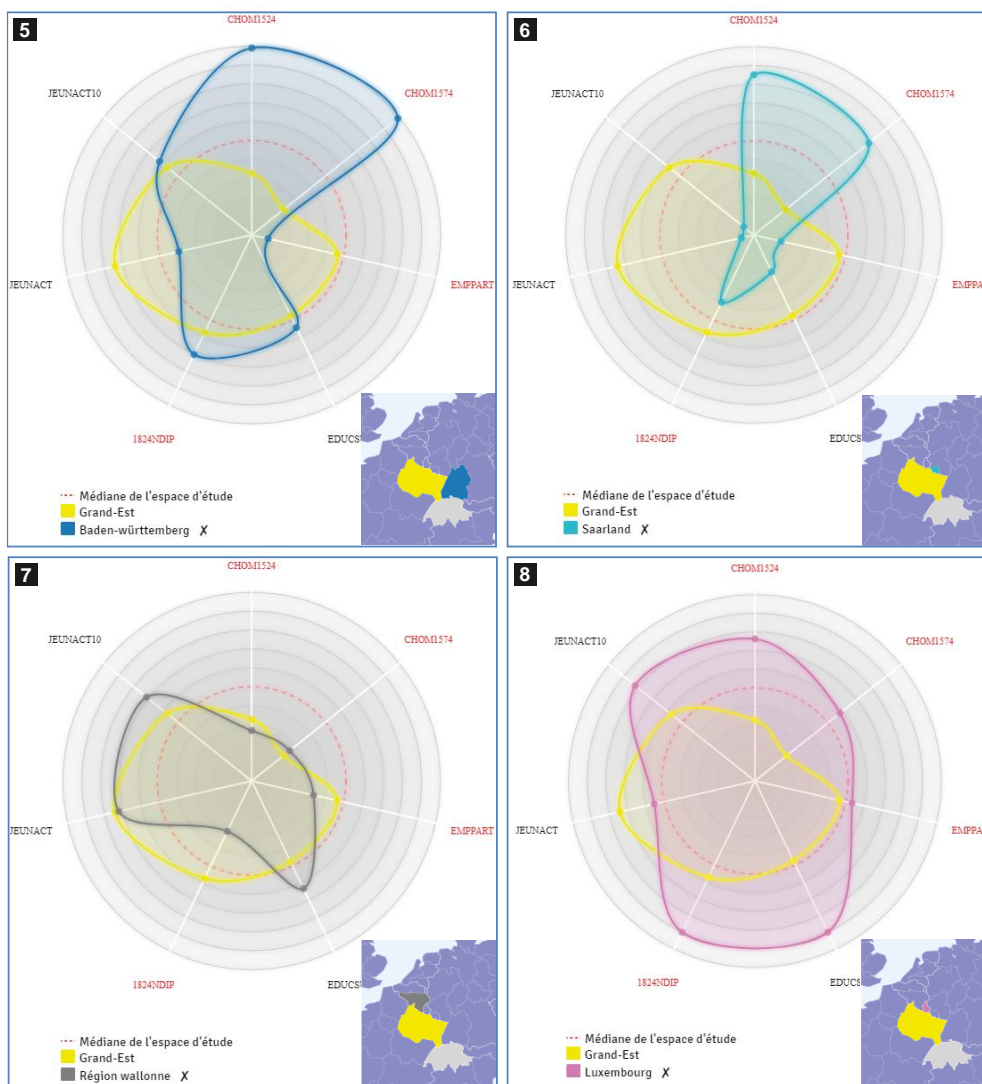 5
CHOM1524
JEUNACT10
CHOM1574
JEUNACT
EMPPART
1824NDIP
EDUCS
Médiane de l'espace d'étude
Grand-Est
Baden-württemberg ✗
6
CHOM1524
JEUNACT10
CHOM1574
JEUNACT
EMPPA
1824NDIP
EDUCS
Médiane de l'espace d'étude
Grand-Est
Saarland ✗
7
CHOM1524
JEUNACT10
CHOM1574
JEUNACT
EMPPART
1824NDIP
EDUCS
Médiane de l'espace d'étude
Grand-Est
Région wallonne ✗
8
CHOM1524
JEUNACT10
CHOM1574
JEUNACT
EMPPA
1824NDIP
EDUCS
Médiane de l'espace d'étude
Grand-Est
Luxembourg ✗